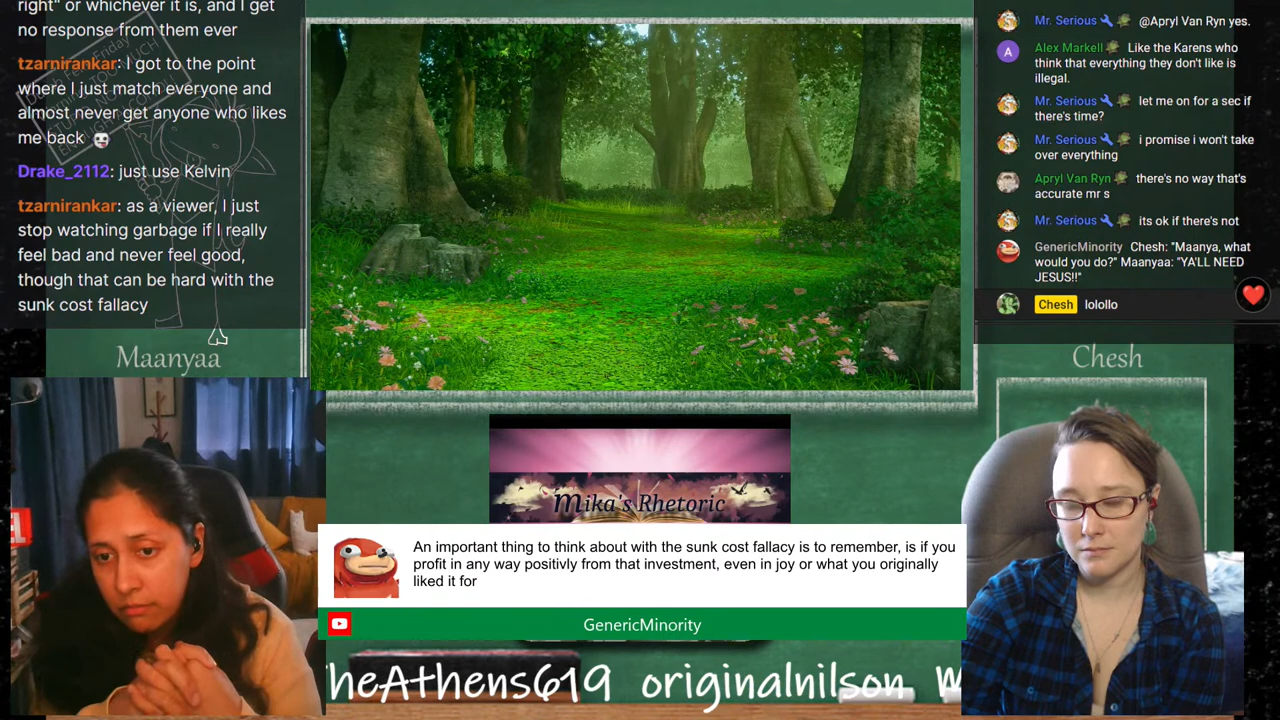 right" or whichever it is, and I get
no response from them ever
tzarnirankar: I got to the point
where I just match everyone and
almost never get anyone who likes
me back
Drake_2112: just use Kelvin
tzarnirankar: as a viewer, I just
stop watching garbage if I really
feel bad and never feel good,
though that can be hard with the
sunk cost fallacy
Maanyaa
Mr. Serious @Apryl Van Ryn yes.
A
Alex Markell Like the Karens who
think that everything they don't like is
illegal.
Mr. Serious let me on for a sec if
there's time?
Mr. Serious i promise i won't take
over everything
Apryl Van Ryn there's no way that's
accurate mr s
Mr. Serious its ok if there's not
GenericMinority Chesh: "Maanya, what
would you do?" Maanyaa: "YA'LL NEED
JESUS!!"
Chesh lolollo
Chesh
Mika's Rhetoric
An important thing to think about with the sunk cost fallacy is to remember, is if you
profit in any way positivly from that investment, even in joy or what you originally
liked it for
GenericMinority
heAthens619 originalnilson